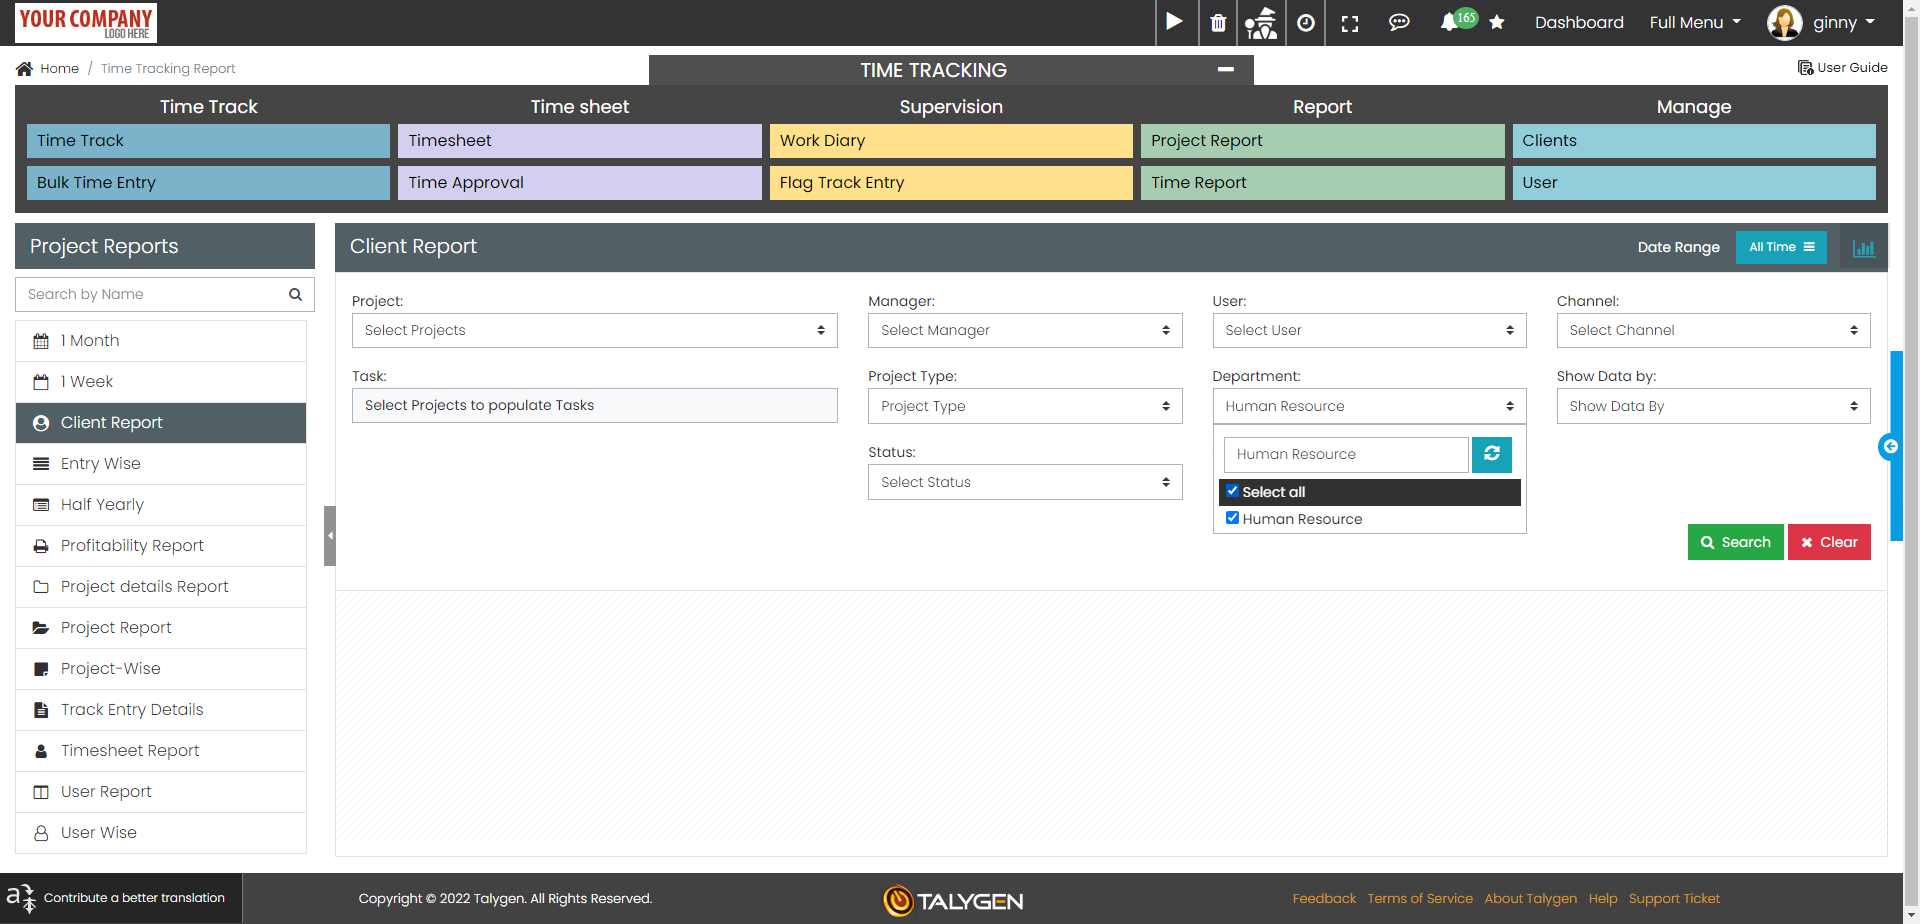 YOUR COMPANY
LOGO HERE
165
Dashboard
Full Menu
ginny
Home / Time Tracking Report
TIME TRACKING
User Guide
Time Track
Time sheet
Supervision
Report
Manage
Time Track
Timesheet
Work Diary
Project Report
Clients
Bulk Time Entry
Time Approval
Flag Track Entry
Time Report
User
Project Reports
Search by Name
1 Month
1 Week
Client Report
Entry Wise
Half Yearly
Profitability Report
Project details Report
Project Report
Project-Wise
Track Entry Details
Timesheet Report
User Report
User Wise
Client Report
Date Range
All Time
Project:
Manager:
User:
Channel:
Select Projects
Select Manager
Select User
Select Channel
Task:
Project Type:
Department:
Show Data by:
Select Projects to populate Tasks
Project Type
Human Resource
Show Data By
Status:
Select Status
Human Resource
Select all
Human Resource
Search
Clear
a
Contribute a better translation
Copyright © 2022 Talygen. All Rights Reserved.
TALYGEN
Feedback
Terms of Service
About Talygen
Help
Support Ticket